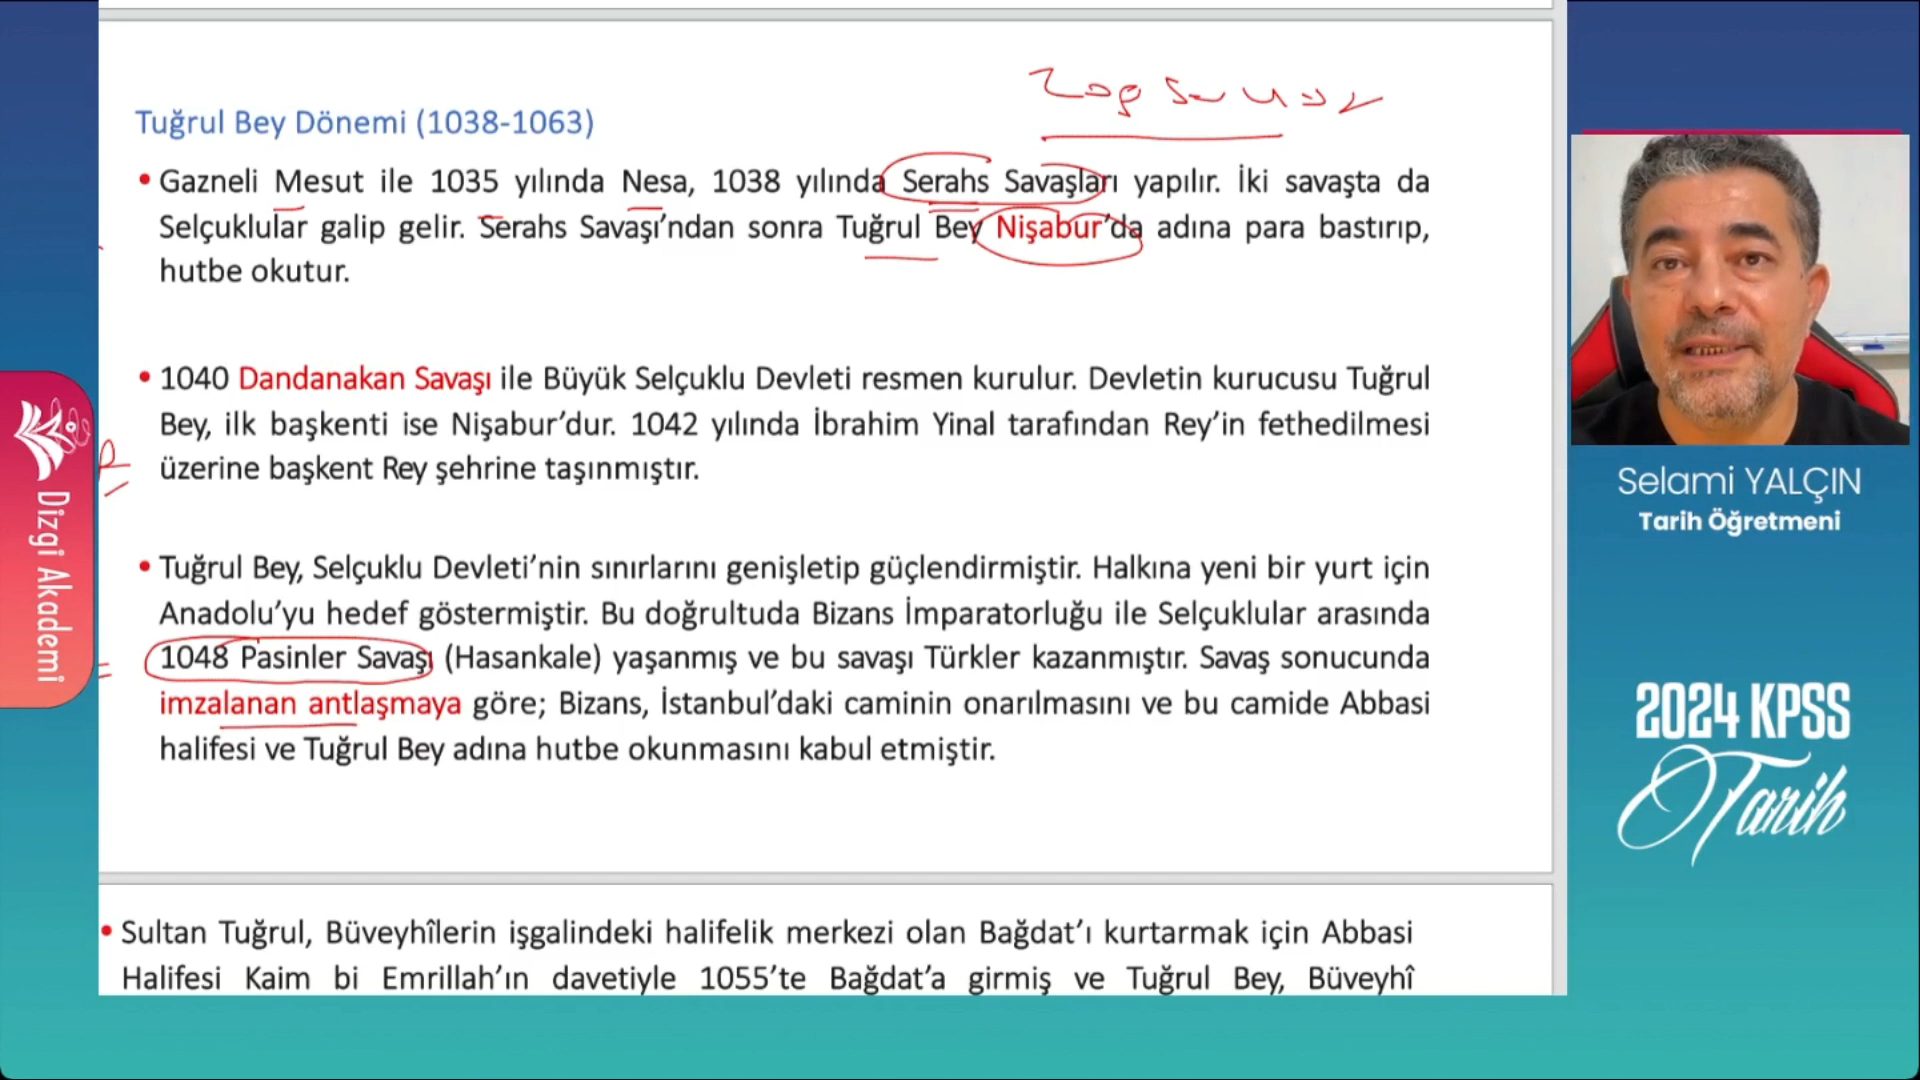 Tuğrul Bey Dönemi (1038-1063)
• Gazneli Mesut ile 1035 yılında Nesa, 1038 yılında Serahs Savaşları yapılır. İki savaşta da
Selçuklular galip gelir. Serahs Savaşı’ndan sonra Tuğrul Bey Nişabur’da adına para bastırıp,
hutbe okutur.
• 1040 Dandanakan Savaşı ile Büyük Selçuklu Devleti resmen kurulur. Devletin kurucusu Tuğrul
Bey, ilk başkenti ise Nişabur’dur. 1042 yılında İbrahim Yinal tarafından Rey’in fethedilmesi
üzerine başkent Rey şehrine taşınmıştır.
• Tuğrul Bey, Selçuklu Devleti’nin sınırlarını genişletip güçlendirmiştir. Halkına yeni bir yurt için
Anadolu’yu hedef göstermiştir. Bu doğrultuda Bizans İmparatorluğu ile Selçuklular arasında
1048 Pasinler Savaşı (Hasankale) yaşanmış ve bu savaşı Türkler kazanmıştır. Savaş sonucunda
imzalanan antlaşmaya göre; Bizans, İstanbul’daki caminin onarılmasını ve bu camide Abbasi
halifesi ve Tuğrul Bey adına hutbe okunmasını kabul etmiştir.
• Sultan Tuğrul, Büveyhîlerin işgalindeki halifelik merkezi olan Bağdat’ı kurtarmak için Abbasi
Halifesi Kaim bi Emrillah’ın davetiyle 1055’te Bağdat’a girmiş ve Tuğrul Bey, Büveyhî
Dizgi Akademi
Selami YALÇIN
Tarih Öğretmeni
2024 KPSS
Tarih